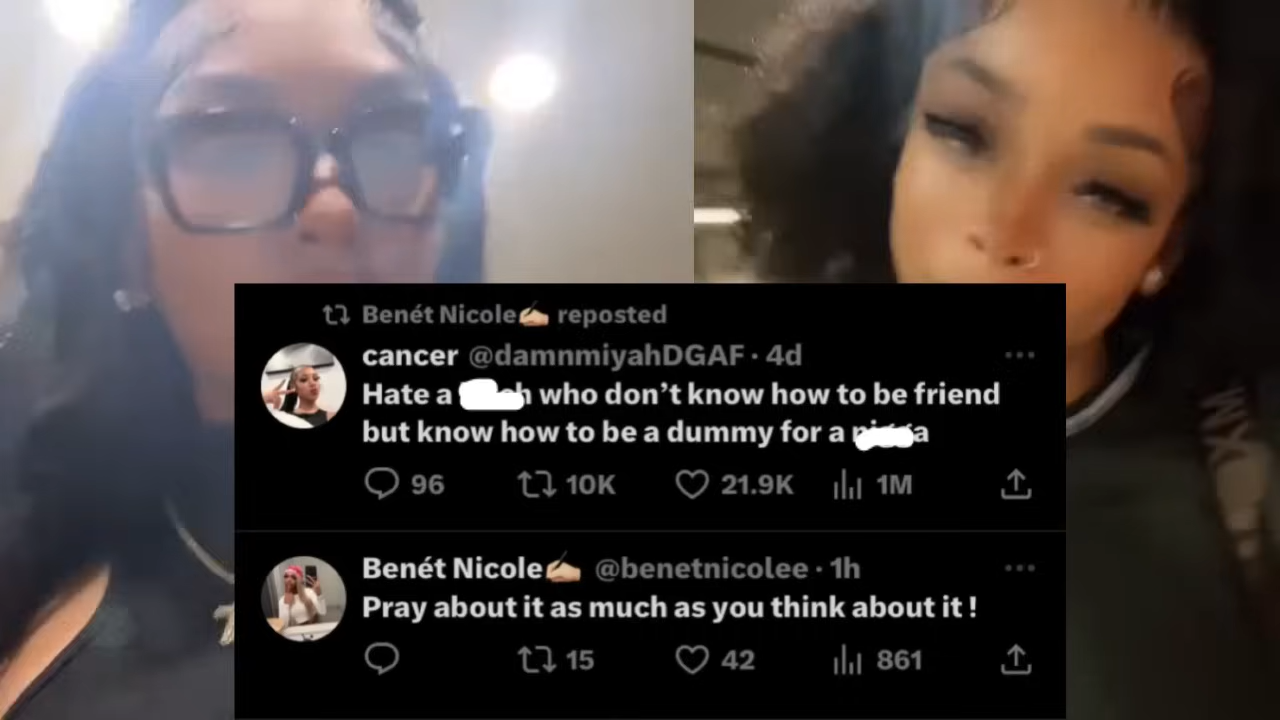 Benét Nicole✍🏼 reposted
cancer @damnmiyahDGAF · 4d
Hate a who don’t know how to be friend
but know how to be a dummy for a
96 10K 21.9K 1M
Benét Nicole✍🏼 @benetnicolee · 1h
Pray about it as much as you think about it !
15 42 861